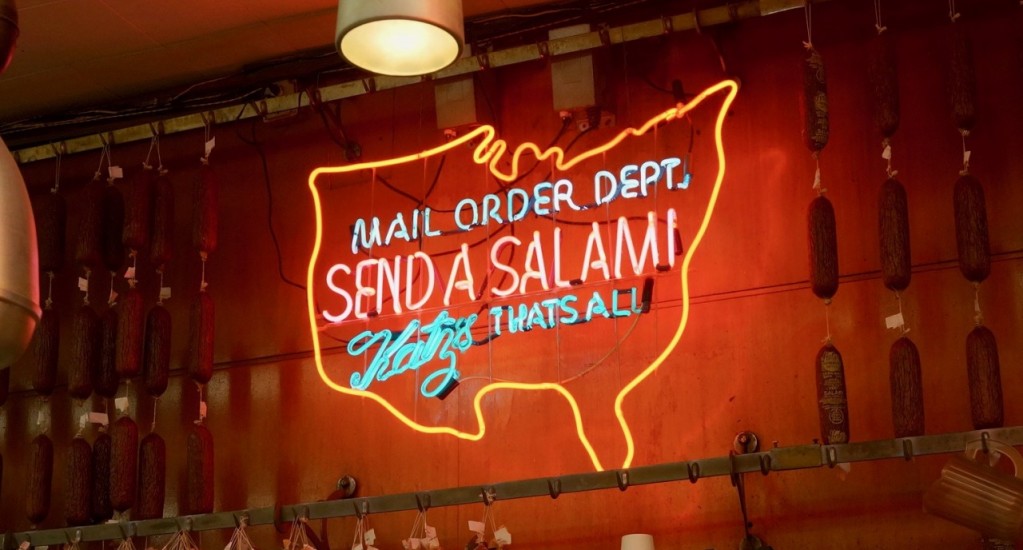 MAIL ORDER DEPT.
SEND A SALAMI
Katz's THATS ALL